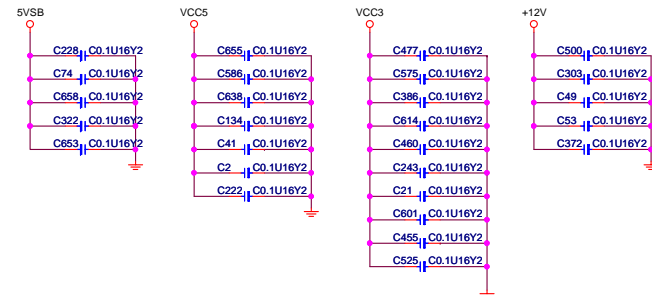 5VSB
VCC5
VCC3
+12V
C228 C0.1U16Y2
C74 C0.1U16Y2
C658 C0.1U16Y2
C322 C0.1U16Y2
C653 C0.1U16Y2
C655 C0.1U16Y2
C586 C0.1U16Y2
C638 C0.1U16Y2
C134 C0.1U16Y2
C41 C0.1U16Y2
C2 C0.1U16Y2
C222 C0.1U16Y2
C477 C0.1U16Y2
C575 C0.1U16Y2
C386 C0.1U16Y2
C614 C0.1U16Y2
C460 C0.1U16Y2
C243 C0.1U16Y2
C21 C0.1U16Y2
C601 C0.1U16Y2
C455 C0.1U16Y2
C525 C0.1U16Y2
C500 C0.1U16Y2
C303 C0.1U16Y2
C49 C0.1U16Y2
C53 C0.1U16Y2
C372 C0.1U16Y2